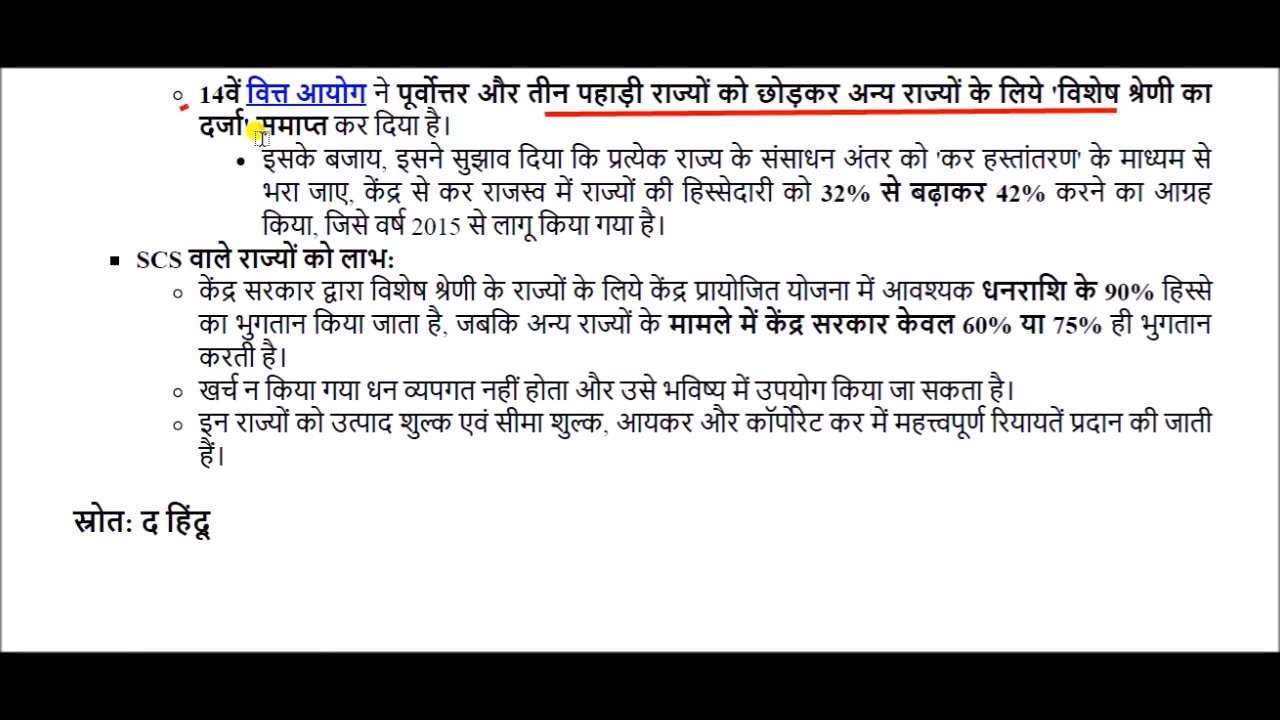 14वें वित्त आयोग ने पूर्वोत्तर और तीन पहाड़ी राज्यों को छोड़कर अन्य राज्यों के लिये 'विशेष श्रेणी का
दर्जा' समाप्त कर दिया है।
इसके बजाय, इसने सुझाव दिया कि प्रत्येक राज्य के संसाधन अंतर को 'कर हस्तांतरण' के माध्यम से
भरा जाए, केंद्र से कर राजस्व में राज्यों की हिस्सेदारी को 32% से बढ़ाकर 42% करने का आग्रह
किया, जिसे वर्ष 2015 से लागू किया गया है।
SCS वाले राज्यों को लाभ:
केंद्र सरकार द्वारा विशेष श्रेणी के राज्यों के लिये केंद्र प्रायोजित योजना में आवश्यक धनराशि के 90% हिस्से
का भुगतान किया जाता है, जबकि अन्य राज्यों के मामले में केंद्र सरकार केवल 60% या 75% ही भुगतान
करती है।
खर्च न किया गया धन व्यपगत नहीं होता और उसे भविष्य में उपयोग किया जा सकता है।
इन राज्यों को उत्पाद शुल्क एवं सीमा शुल्क, आयकर और कॉर्पोरेट कर में महत्त्वपूर्ण रियायतें प्रदान की जाती
हैं।
स्रोत: द हिंदू